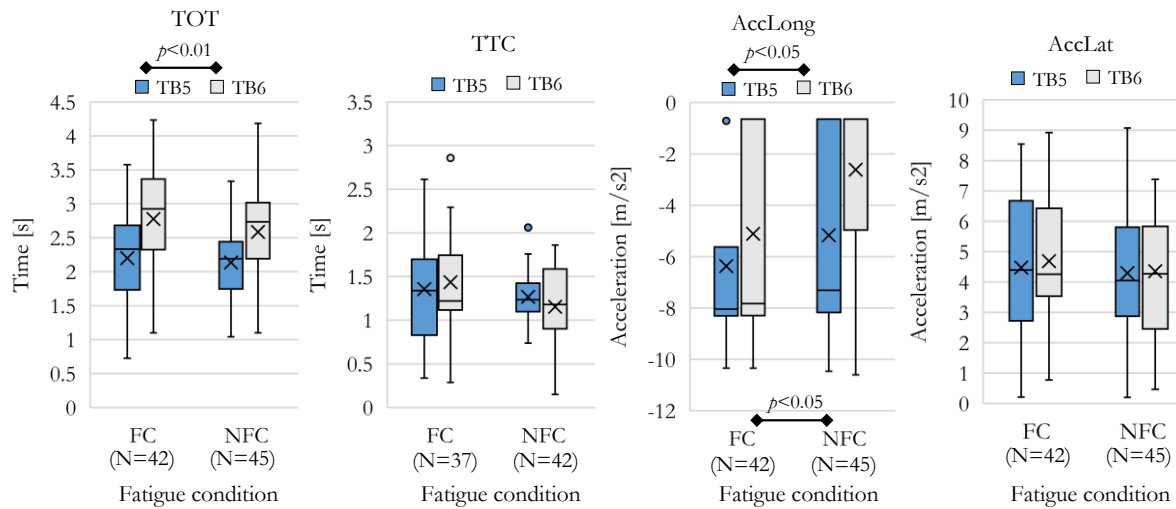 TOT
p<0.01
TB5 TB6
4.5
4
3.5
3
2.5
2
1.5
1
0.5
0
Time [s]
FC NFC
(N=42) (N=45)
Fatigue condition
TTC
TB5 TB6
3.5
3
2.5
2
1.5
1
0.5
0
Time [s]
FC NFC
(N=37) (N=42)
Fatigue condition
AccLong
p<0.05
TB5 TB6
0
-2
-4
-6
-8
-10
-12
Acceleration [m/s2]
p<0.05
FC NFC
(N=42) (N=45)
Fatigue condition
AccLat
TB5 TB6
10
9
8
7
6
5
4
3
2
1
0
Acceleration [m/s2]
FC NFC
(N=42) (N=45)
Fatigue condition